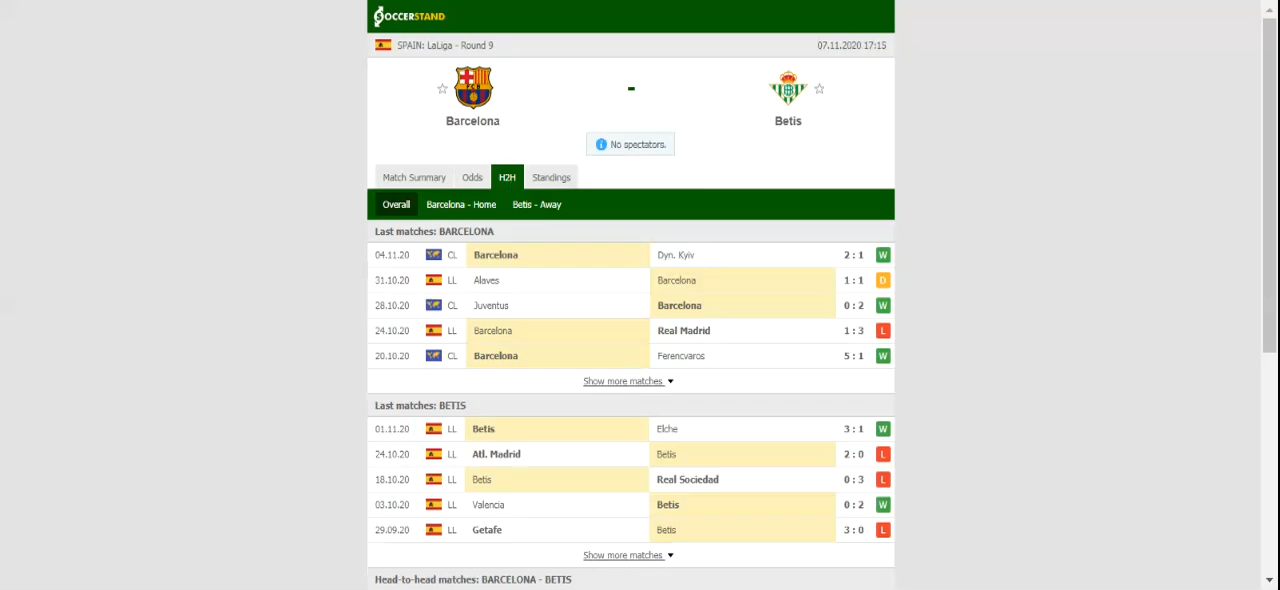 SOCCERSTAND
SPAIN: LaLiga - Round 9 07.11.2020 17:15
-
Barcelona Betis
No spectators.
Match Summary Odds H2H Standings
Overall Barcelona - Home Betis - Away
Last matches: BARCELONA
04.11.20 CL Barcelona Dyn. Kyiv 2 : 1 W
31.10.20 LL Alaves Barcelona 1 : 1 D
28.10.20 CL Juventus Barcelona 0 : 2 W
24.10.20 LL Barcelona Real Madrid 1 : 3 L
20.10.20 CL Barcelona Ferencvaros 5 : 1 W
Show more matches
Last matches: BETIS
01.11.20 LL Betis Elche 3 : 1 W
24.10.20 LL Atl. Madrid Betis 2 : 0 L
18.10.20 LL Betis Real Sociedad 0 : 3 L
03.10.20 LL Valencia Betis 0 : 2 W
29.09.20 LL Getafe Betis 3 : 0 L
Show more matches
Head-to-head matches: BARCELONA - BETIS